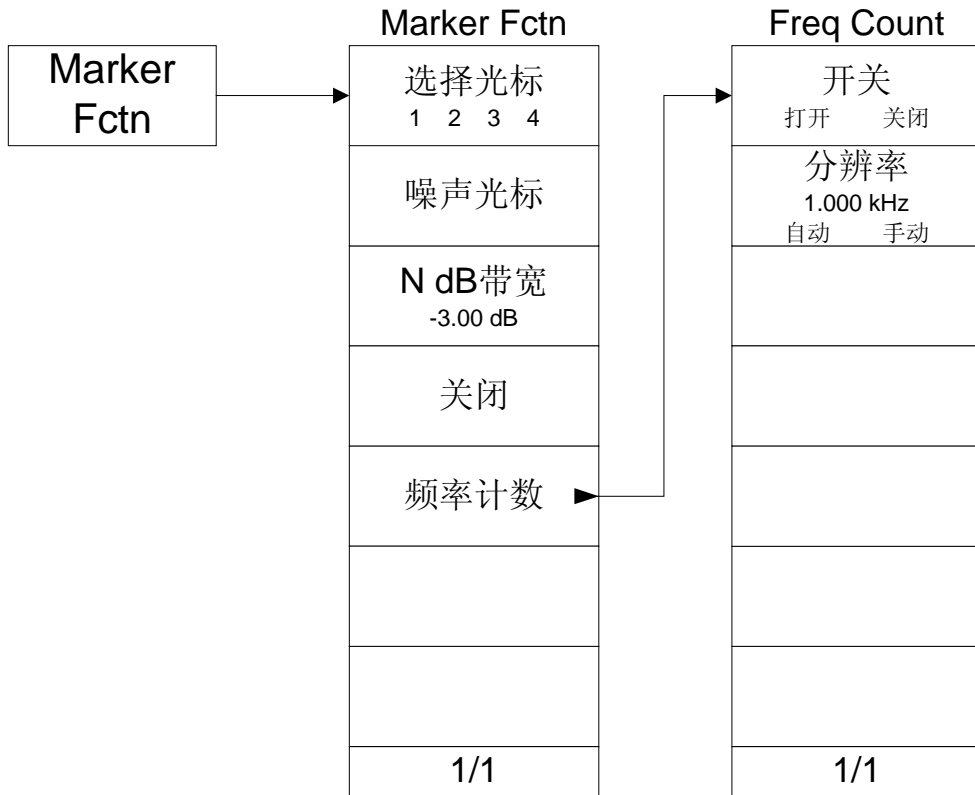 Marker
Fctn
Marker Fctn
选择光标
1 2 3 4
噪声光标
N dB带宽
-3.00 dB
关闭
频率计数
1/1
Freq Count
开关
打开 关闭
分辨率
1.000 kHz
自动 手动
1/1